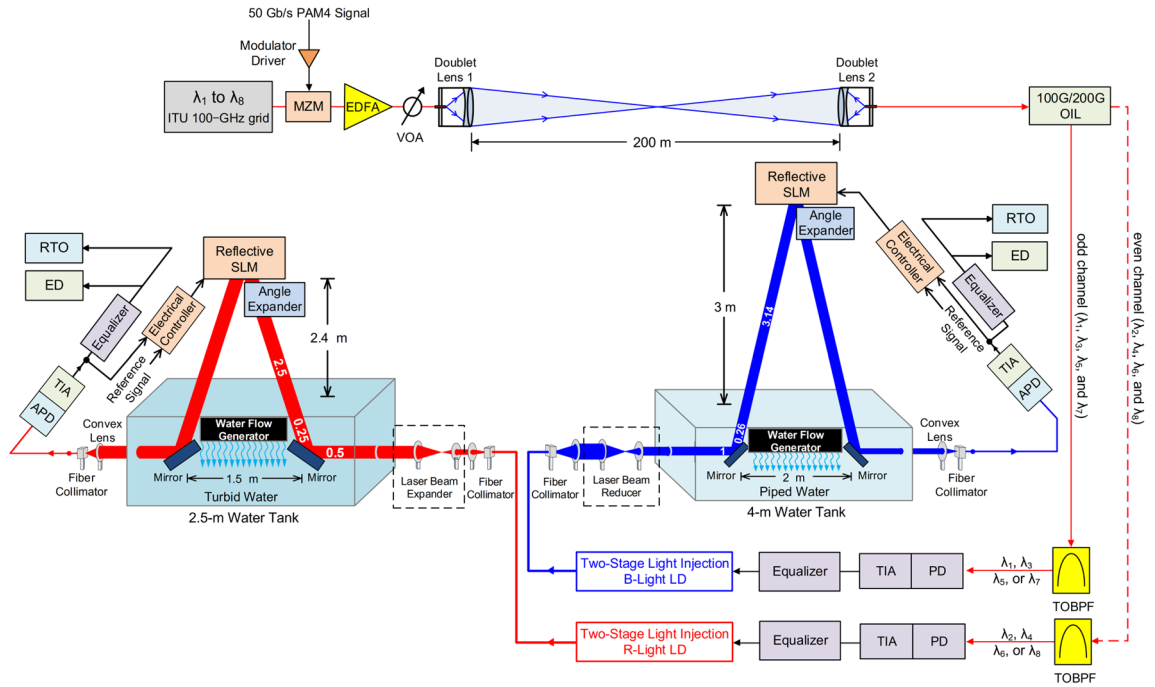 50 Gb/s PAM4 Signal
Modulator
Driver
λ1 to λ8
ITU 100−GHz grid
MZM
EDFA
VOA
Doublet
Lens 1
200 m
Doublet
Lens 2
100G/200G
OIL
odd channel (λ1, λ3, λ5, and λ7)
even channel (λ2, λ4, λ6, and λ8)
RTO
ED
Equalizer
Electrical
Controller
Reference
Signal
TIA
APD
Reflective
SLM
Angle
Expander
2.4 m
2.5
0.25
0.5
Convex
Lens
Fiber
Collimator
Water Flow
Generator
Mirror
1.5 m
Mirror
Turbid Water
2.5-m Water Tank
Laser Beam
Expander
Fiber
Collimator
Reflective
SLM
Angle
Expander
3 m
3.14
0.26
1
Electrical
Controller
Reference
Signal
RTO
ED
Equalizer
TIA
APD
Fiber
Collimator
Laser Beam
Reducer
Water Flow
Generator
Mirror
2 m
Mirror
Piped Water
4-m Water Tank
Convex
Lens
Fiber
Collimator
Two-Stage Light Injection
B-Light LD
Equalizer
TIA
PD
λ1, λ3
λ5, or λ7
TOBPF
Two-Stage Light Injection
R-Light LD
Equalizer
TIA
PD
λ2, λ4
λ6, or λ8
TOBPF